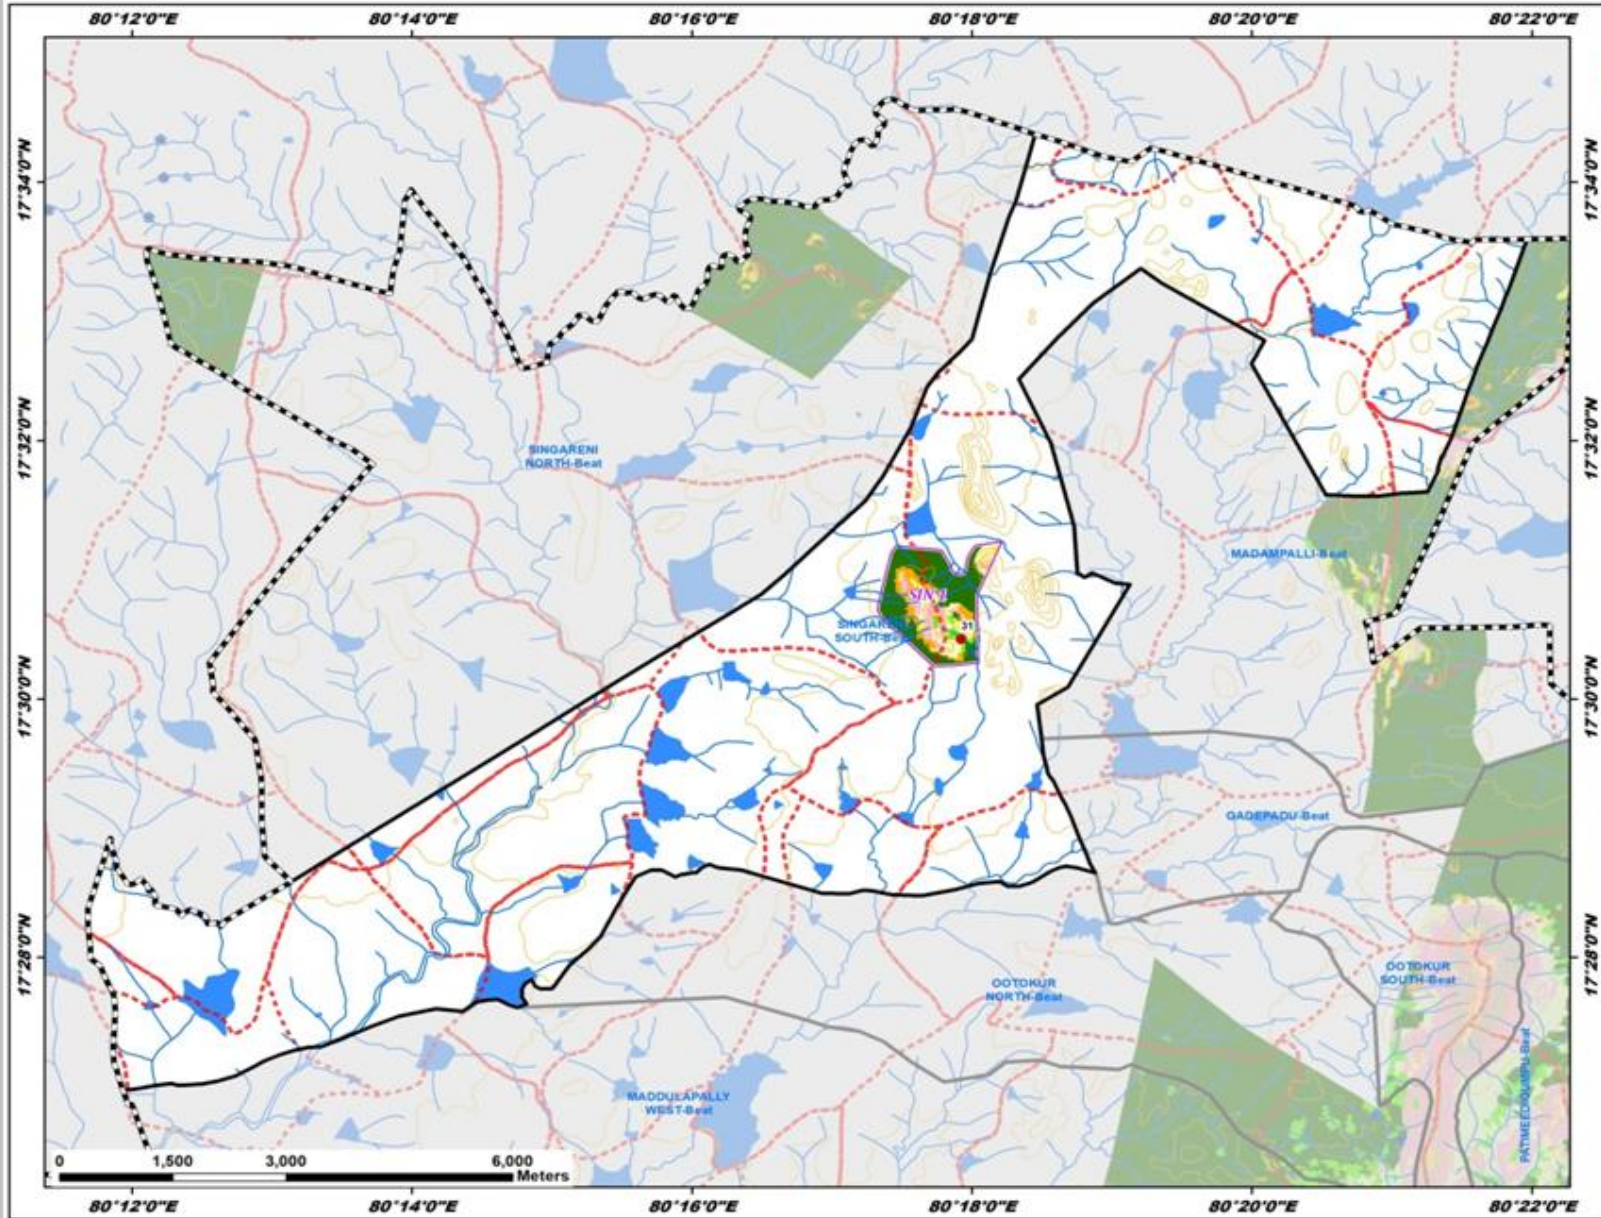 80°12'0"E 80°14'0"E 80°16'0"E 80°18'0"E 80°20'0"E 80°22'0"E
17°34'0"N 17°34'0"N
17°32'0"N 17°32'0"N
SINGARENI
NORTH-Beat
MADAMPALLI-Beat
SIN 1
31
SINGARE
SOUTH-Be
17°30'0"N 17°30'0"N
GADEPADU-Beat
17°28'0"N 17°28'0"N
OOTOKUR
SOUTH-Beat
OOTOKUR
NORTH-Beat
MADDULAPALLY
WEST-Beat
0 1,500 3,000 6,000
Meters
80°12'0"E 80°14'0"E 80°16'0"E 80°18'0"E 80°20'0"E 80°22'0"E